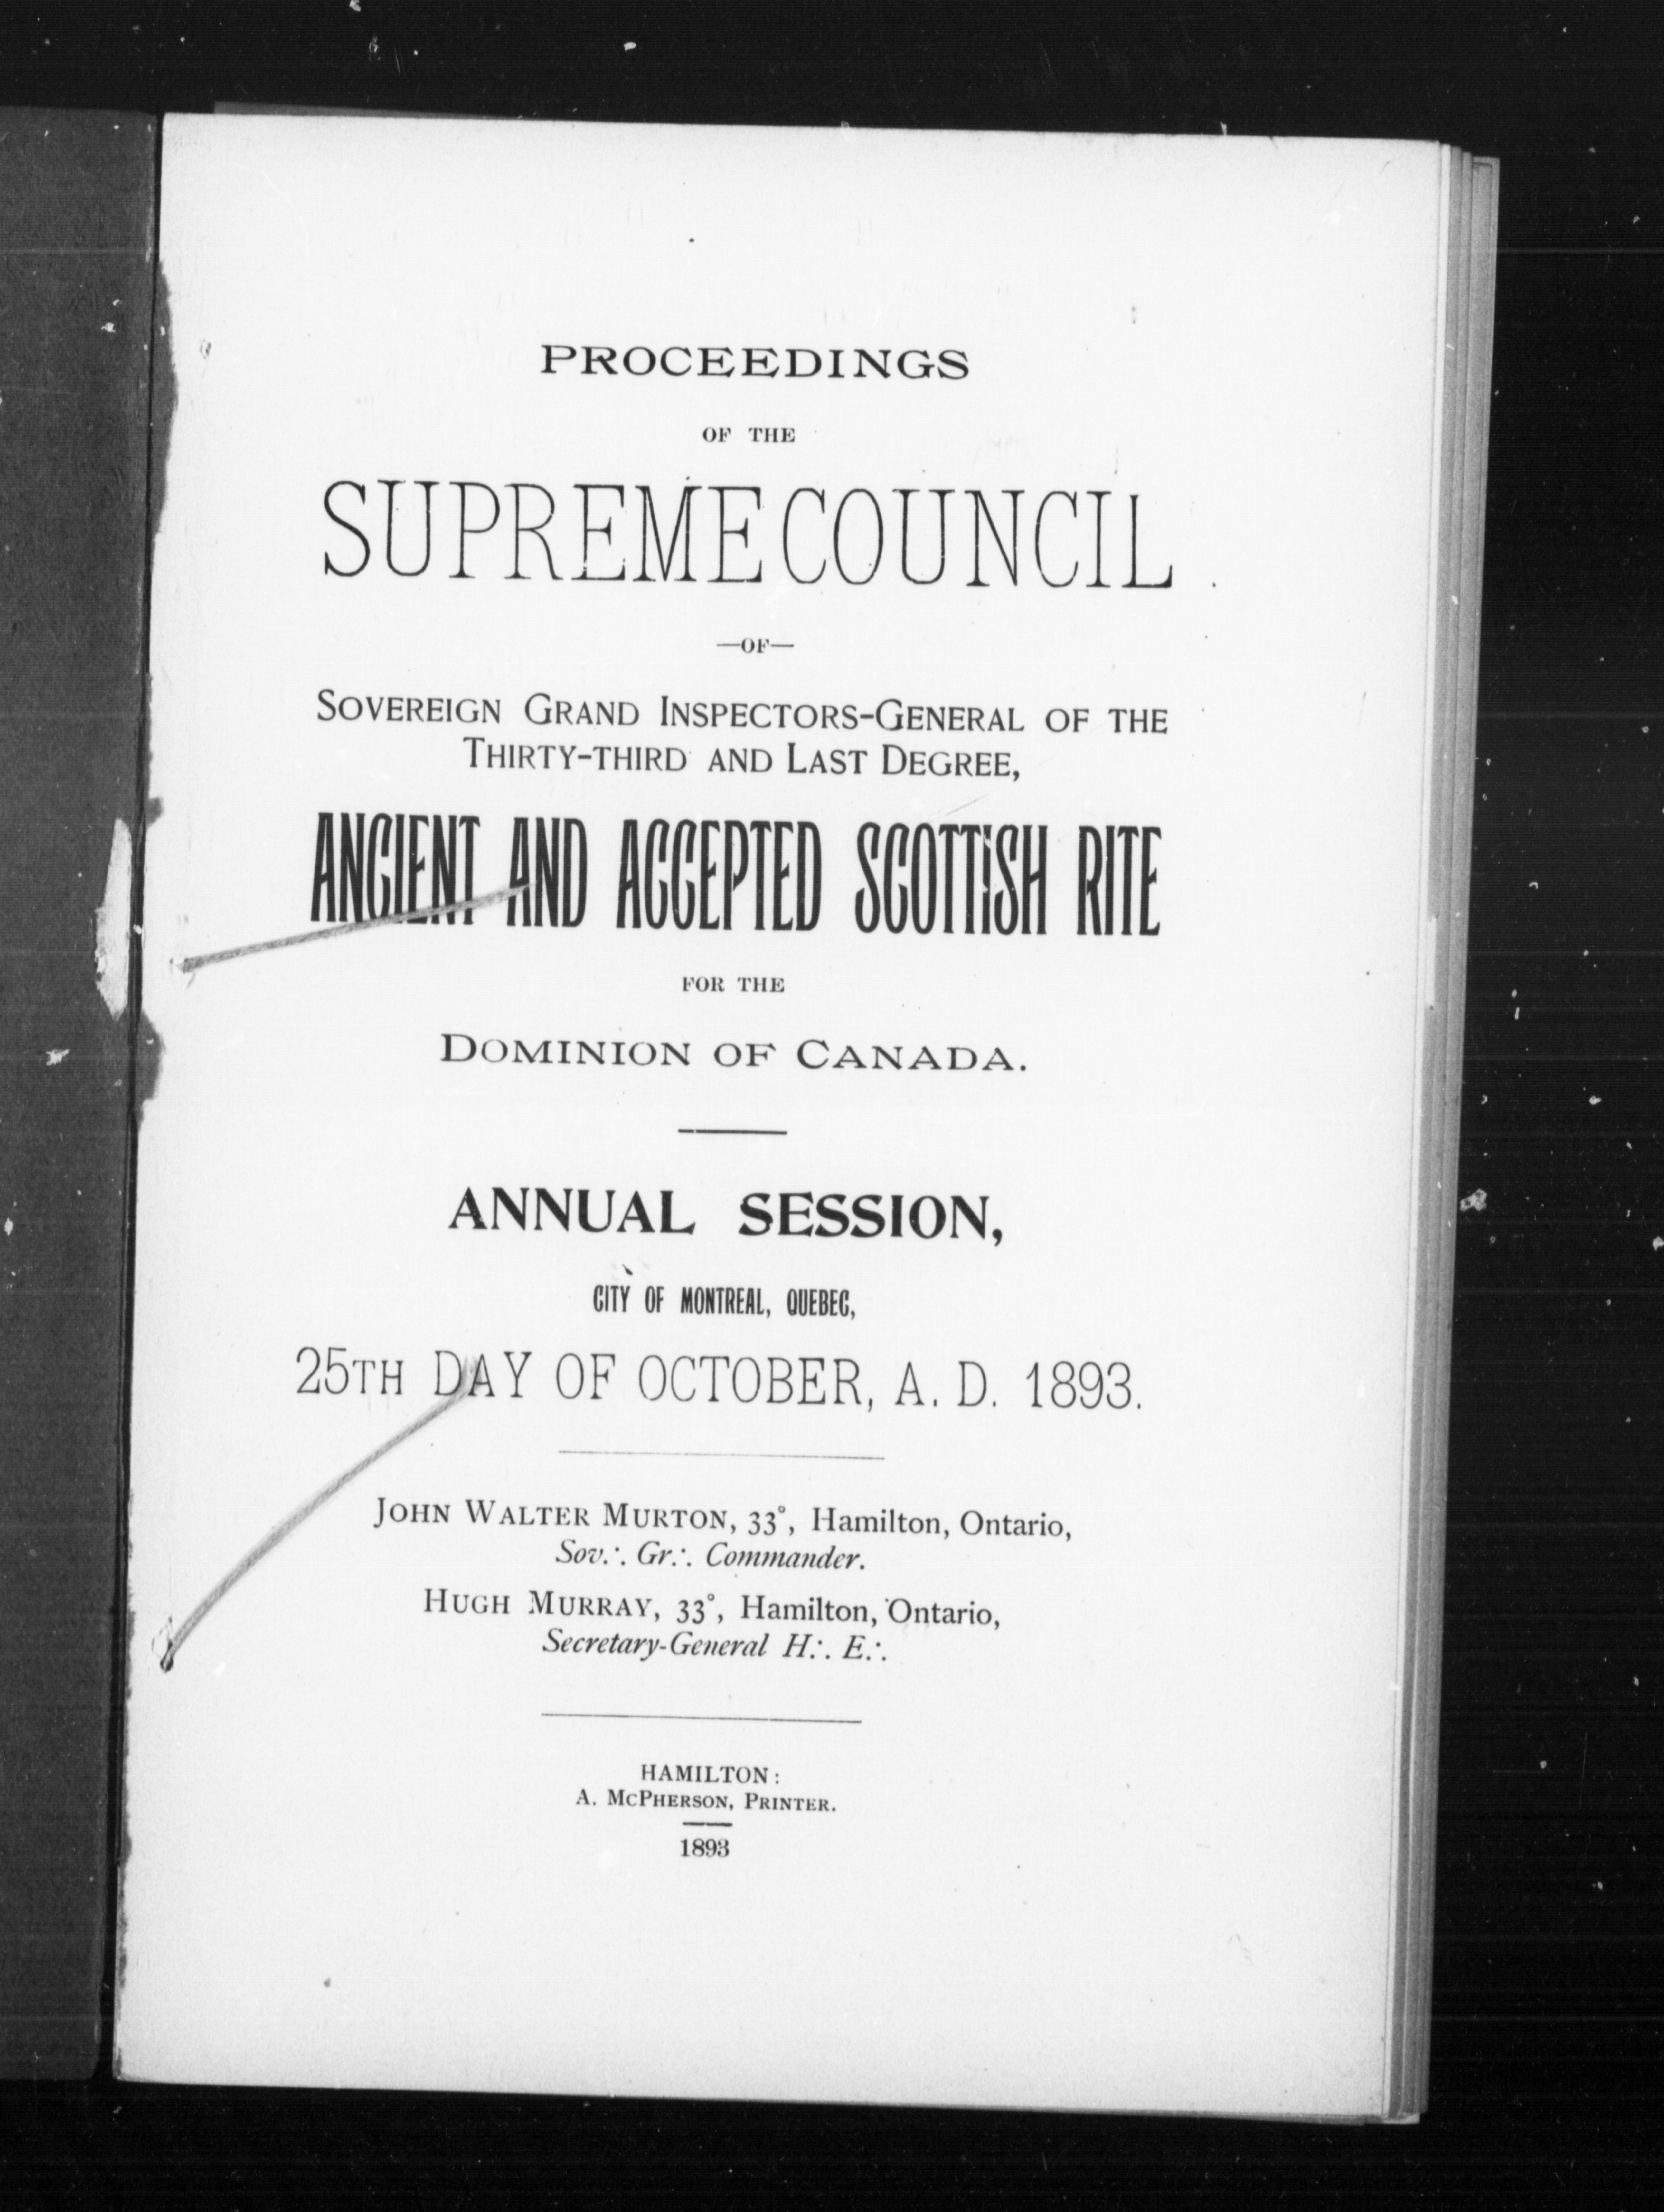 PROCEEDINGS
OF THE
SUPREME COUNCIL
—OF—
SOVEREIGN GRAND INSPECTORS-GENERAL OF THE
THIRTY-THIRD AND LAST DEGREE,
ANCIENT AND ACCEPTED SCOTTISH RITE
FOR THE
DOMINION OF CANADA.
ANNUAL SESSION,
CITY OF MONTREAL, QUEBEC,
25TH DAY OF OCTOBER, A. D. 1893.
JOHN WALTER MURTON, 33°, Hamilton, Ontario,
Sov.·. Gr.·. Commander.
HUGH MURRAY, 33°, Hamilton, Ontario,
Secretary-General H.·. E.·.
HAMILTON:
A. MCPHERSON, PRINTER.
1893